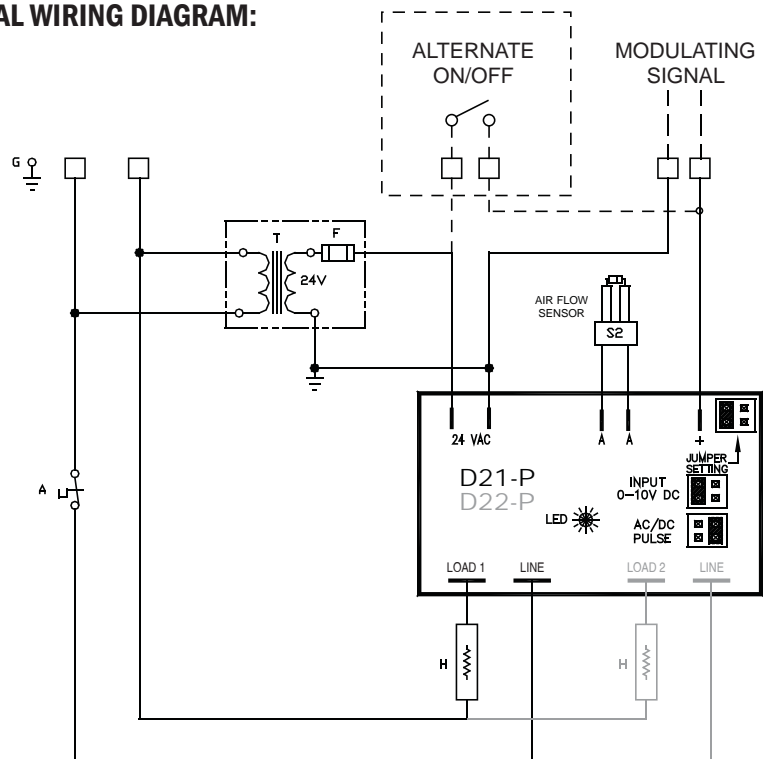 AL WIRING DIAGRAM:
ALTERNATE
ON/OFF
MODULATING
SIGNAL
G
T
F
24V
AIR FLOW
SENSOR
S2
24 VAC
A
A
+
JUMPER
SETTING
D21-P
D22-P
INPUT
0-10V DC
A
LED
AC/DC
PULSE
LOAD 1
LINE
LOAD 2
LINE
H
H